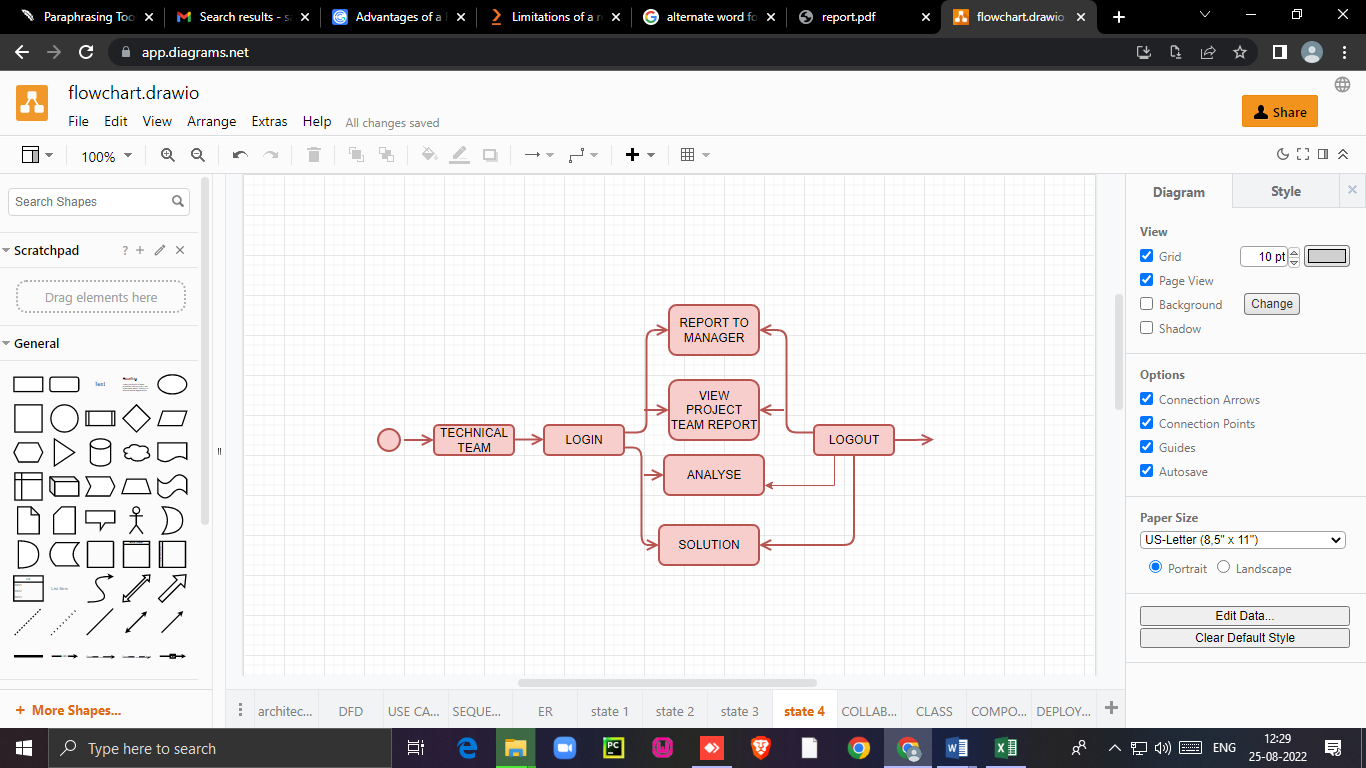 Paraphrasing Too
Search results - s
Advantages of a
Limitations of a r
alternate word fo
report.pdf
flowchart.drawio
app.diagrams.net
flowchart.drawio
File Edit View Arrange Extras Help All changes saved
Share
100%
Search Shapes
Scratchpad
?
Drag elements here
General
Text
Heading
More Shapes...
REPORT TO
MANAGER
VIEW
PROJECT
TEAM REPORT
TECHNICAL
TEAM
LOGIN
LOGOUT
ANALYSE
SOLUTION
Diagram
Style
View
Grid
10 pt
Page View
Background
Change
Shadow
Options
Connection Arrows
Connection Points
Guides
Autosave
Paper Size
US-Letter (8,5" x 11")
Portrait
Landscape
Edit Data...
Clear Default Style
architec... DFD USE CA... SEQUE... ER state 1 state 2 state 3 state 4 COLLAB... CLASS COMPO... DEPLOY...
Type here to search
PC
ENG
12:29
25-08-2022